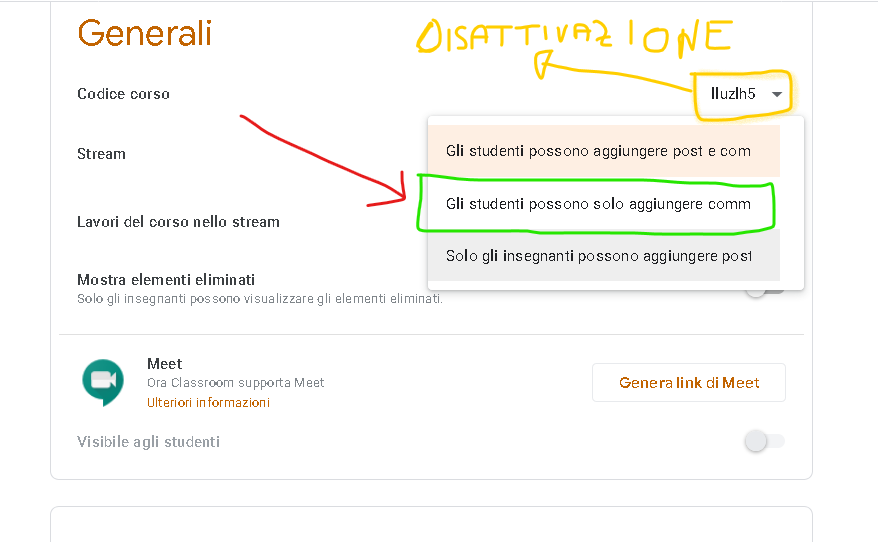 Generali
DISATTIVAZIONE
Codice corso
lluzlh5
Stream
Gli studenti possono aggiungere post e com
Gli studenti possono solo aggiungere comm
Lavori del corso nello stream
Solo gli insegnanti possono aggiungere post
Mostra elementi eliminati
Solo gli insegnanti possono visualizzare gli elementi eliminati.
Meet
Ora Classroom supporta Meet
Genera link di Meet
Ulteriori informazioni
Visibile agli studenti